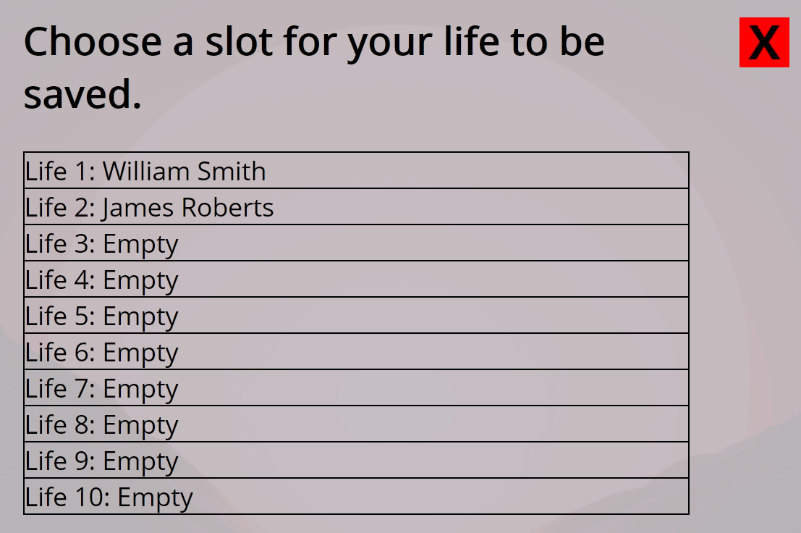 Choose a slot for your life to be
saved.
X
Life 1: William Smith
Life 2: James Roberts
Life 3: Empty
Life 4: Empty
Life 5: Empty
Life 6: Empty
Life 7: Empty
Life 8: Empty
Life 9: Empty
Life 10: Empty